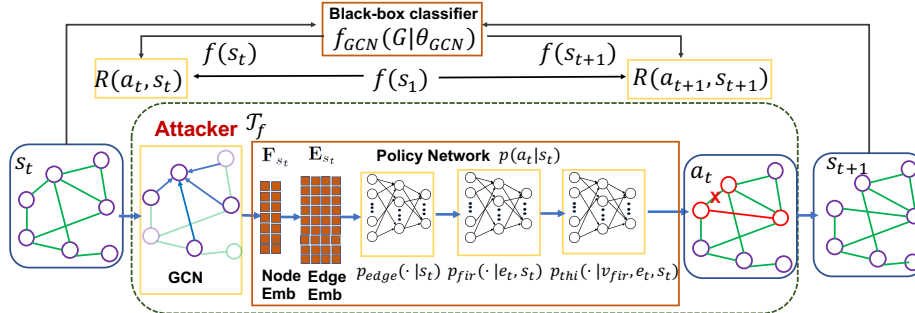 Black-box classifier
f_{GCN}(G|θ_{GCN})
f(s_t)
f(s_{t+1})
R(a_t, s_t)
f(s_1)
R(a_{t+1}, s_{t+1})
Attacker 𝒯_f
s_t
F_{s_t}
E_{s_t}
Policy Network p(a_t|s_t)
a_t
s_{t+1}
x
GCN
Node Emb
Edge Emb
p_{edge}(· |s_t)
p_{fir}(· |e_t, s_t)
p_{thi}(· |v_{fir}, e_t, s_t)